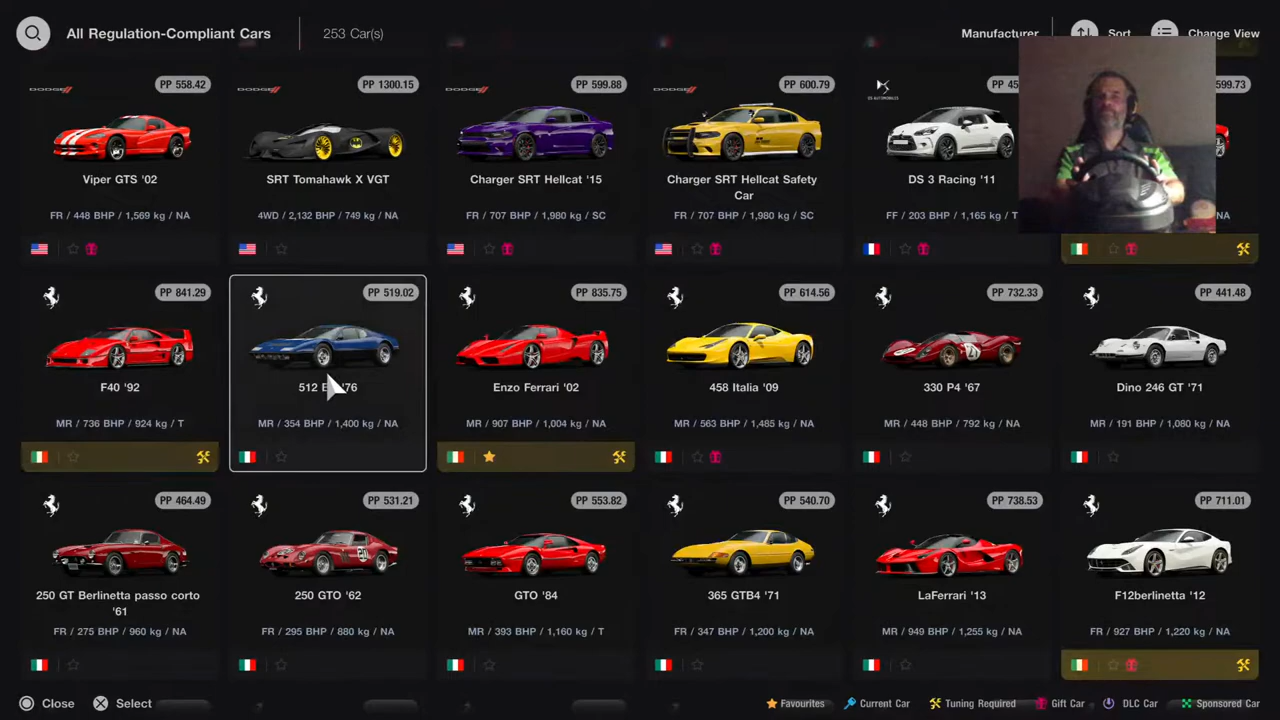 All Regulation-Compliant Cars
253 Car(s)
Manufacturer
Sort
Change View
DODGE
PP 558.42
Viper GTS '02
FR / 448 BHP / 1,569 kg / NA
DODGE
PP 1300.15
SRT Tomahawk X VGT
4WD / 2,132 BHP / 749 kg / NA
DODGE
PP 599.88
Charger SRT Hellcat '15
FR / 707 BHP / 1,980 kg / SC
DODGE
PP 600.79
Charger SRT Hellcat Safety
Car
FR / 707 BHP / 1,980 kg / SC
DS AUTOMOBILES
PP 45
DS 3 Racing '11
FF / 203 BHP / 1,165 kg / T
599.73
NA
PP 841.29
F40 '92
MR / 736 BHP / 924 kg / T
PP 519.02
512 '76
MR / 354 BHP / 1,400 kg / NA
PP 835.75
Enzo Ferrari '02
MR / 907 BHP / 1,004 kg / NA
PP 614.56
458 Italia '09
MR / 563 BHP / 1,485 kg / NA
PP 732.33
330 P4 '67
MR / 448 BHP / 792 kg / NA
PP 441.48
Dino 246 GT '71
MR / 191 BHP / 1,080 kg / NA
PP 464.49
250 GT Berlinetta passo corto
'61
FR / 275 BHP / 960 kg / NA
PP 531.21
250 GTO '62
FR / 295 BHP / 880 kg / NA
PP 553.82
GTO '84
MR / 393 BHP / 1,160 kg / T
PP 540.70
365 GTB4 '71
FR / 347 BHP / 1,200 kg / NA
PP 738.53
LaFerrari '13
MR / 949 BHP / 1,255 kg / NA
PP 711.01
F12berlinetta '12
FR / 927 BHP / 1,220 kg / NA
Close
Select
Favourites
Current Car
Tuning Required
Gift Car
DLC Car
Sponsored Car